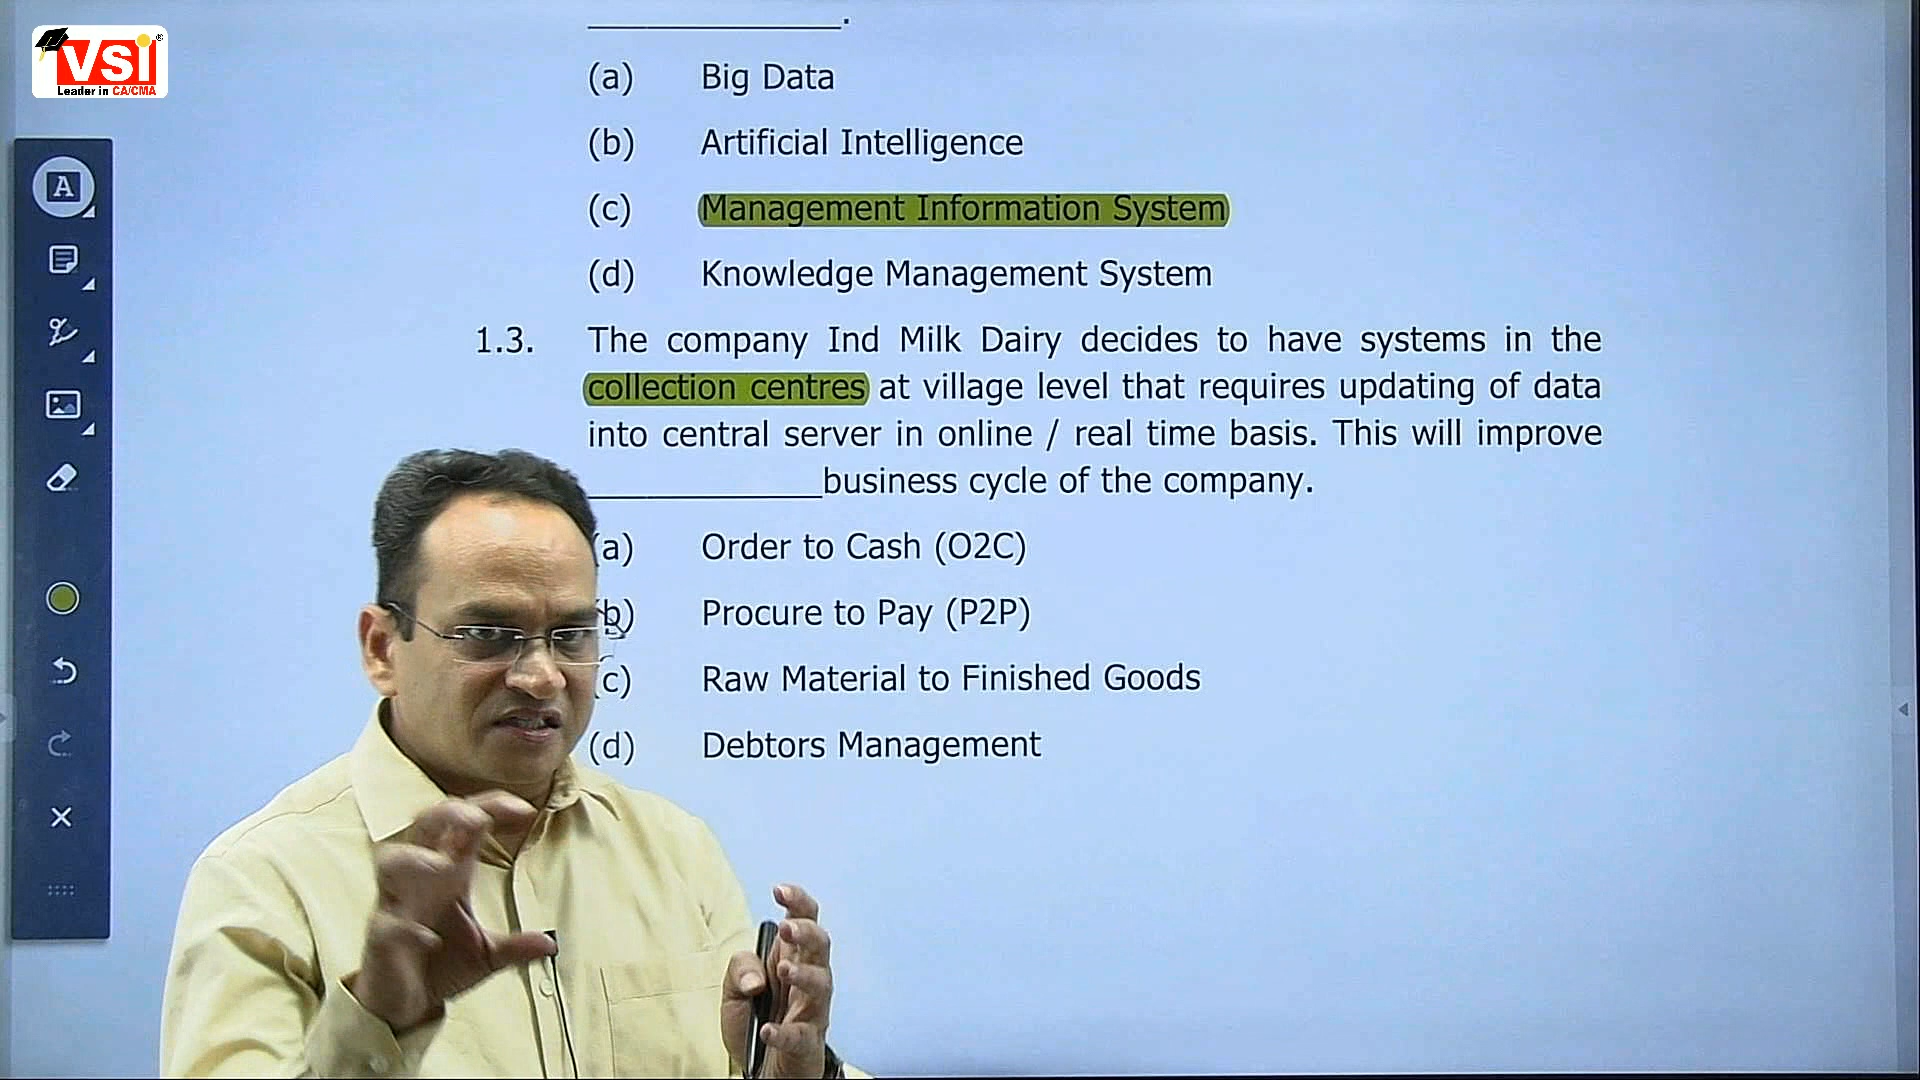 VSI
®
Leader in CA/CMA
A
____________.
(a) Big Data
(b) Artificial Intelligence
(c) Management Information System
(d) Knowledge Management System
1.3. The company Ind Milk Dairy decides to have systems in the
collection centres at village level that requires updating of data
into central server in online / real time basis. This will improve
___________business cycle of the company.
(a) Order to Cash (O2C)
(b) Procure to Pay (P2P)
(c) Raw Material to Finished Goods
(d) Debtors Management